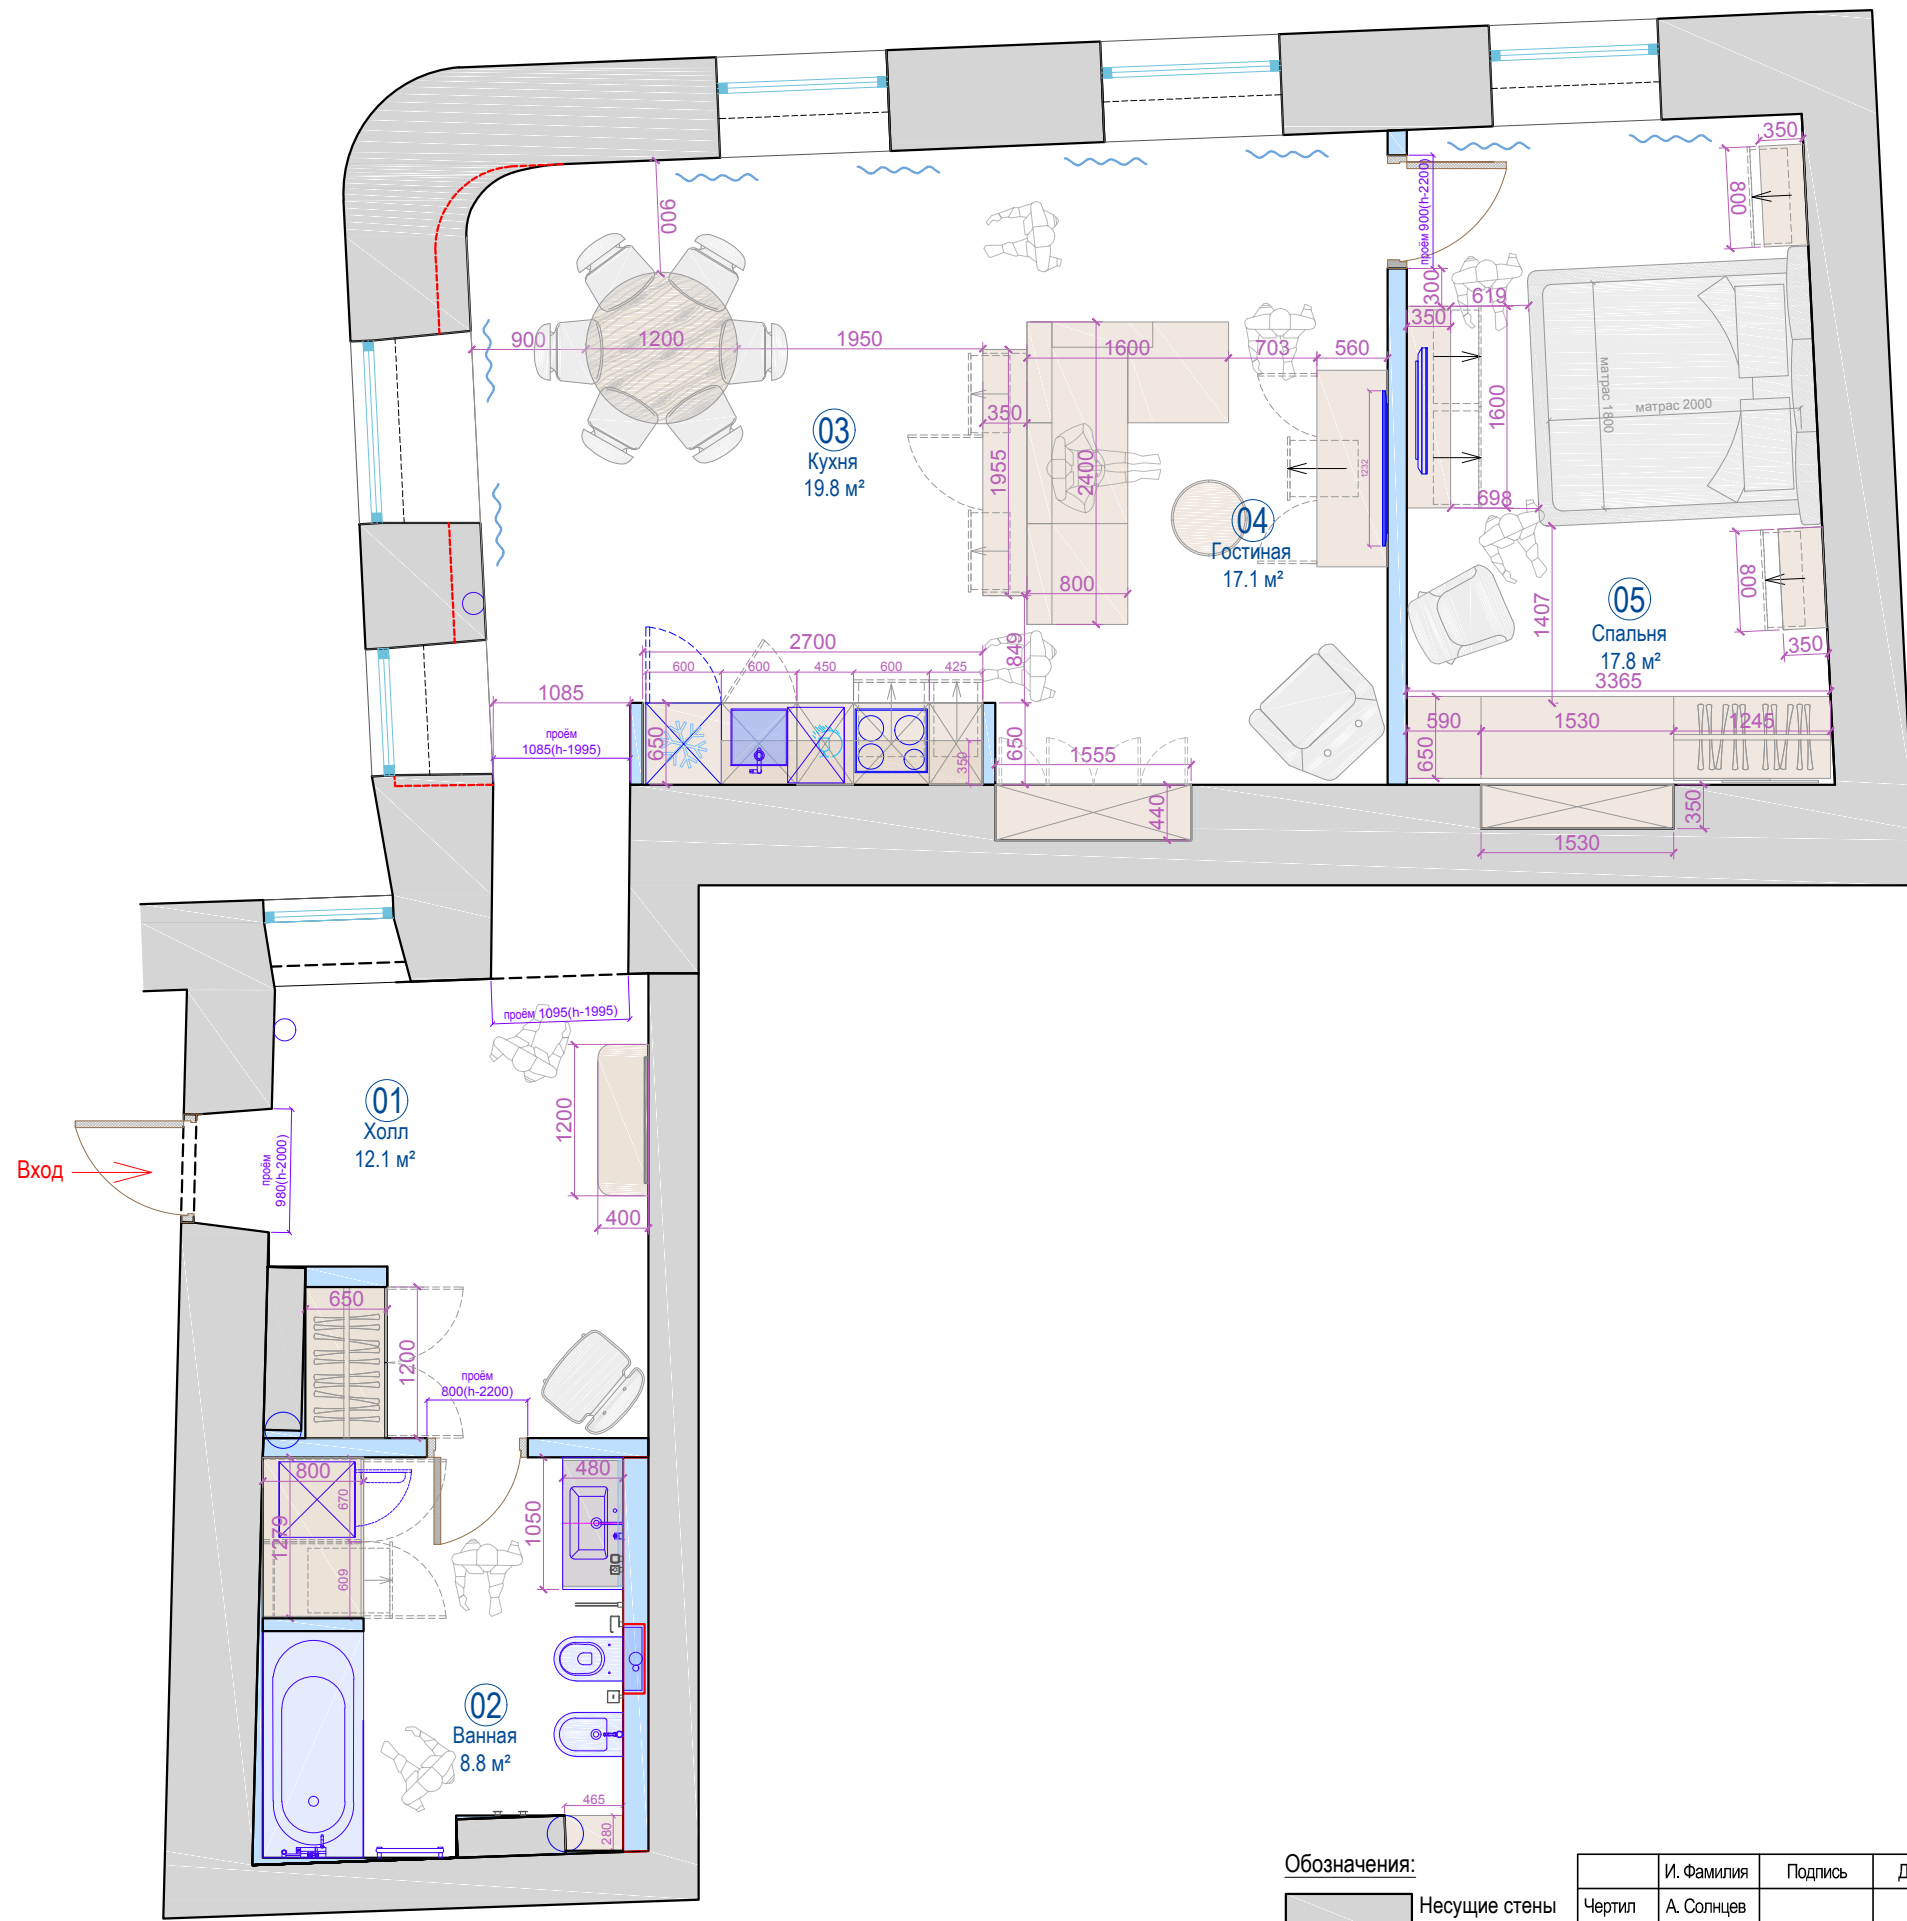 350
800
проём 900(h-2200)
900
300
619
350
900
1200
1950
1600
703
560
матрас 1800
матрас 2000
1600
350
03
Кухня
19.8 м²
1955
2400
1232
698
04
Гостиная
17.1 м²
800
800
1407
05
Спальня
17.8 м²
350
3365
2700
849
600
600
450
600
425
1085
проём
1085(h-1995)
650
350
650
1555
440
590
1530
1245
650
350
1530
проём 1095(h-1995)
01
Холл
12.1 м²
1200
Вход
проём
980(h-2000)
400
650
1200
проём
800(h-2200)
800
670
1279
609
480
1050
02
Ванная
8.8 м²
465
280
Обозначения:
Несущие стены
И. Фамилия
Подпись
Д
Чертил
А. Солнцев